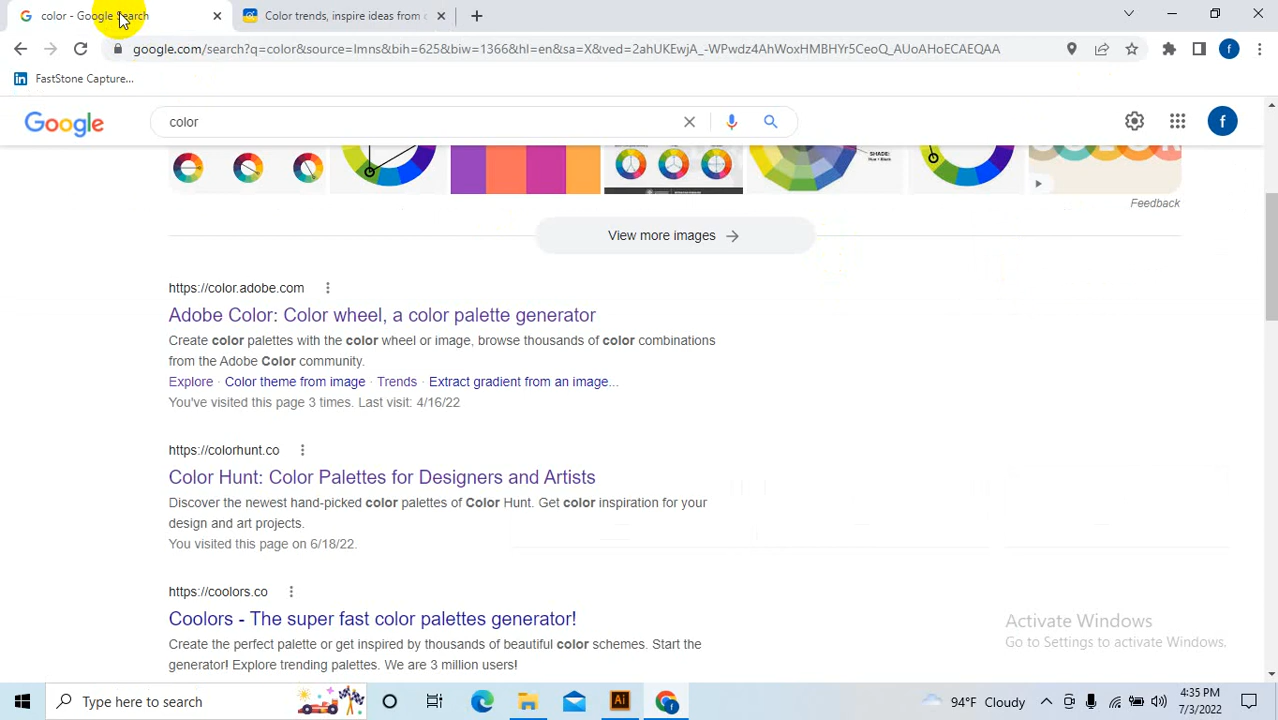 color - Google Search
Color trends, inspire ideas from
google.com/search?q=color&source=lmns&bih=625&biw=1366&hl=en&sa=X&ved=2ahUKEwjA_-WPwdz4AhWoxHMBHYr5CeoQ_AUoAHoECAEQAA
f
FastStone Capture...
Google
color
f
SHADE:
Feedback
View more images
https://color.adobe.com
Adobe Color: Color wheel, a color palette generator
Create color palettes with the color wheel or image, browse thousands of color combinations
from the Adobe Color community.
Explore · Color theme from image · Trends · Extract gradient from an image...
You've visited this page 3 times. Last visit: 4/16/22
https://colorhunt.co
Color Hunt: Color Palettes for Designers and Artists
Discover the newest hand-picked color palettes of Color Hunt. Get color inspiration for your
design and art projects.
You visited this page on 6/18/22.
https://coolors.co
Coolors - The super fast color palettes generator!
Create the perfect palette or get inspired by thousands of beautiful color schemes. Start the
generator! Explore trending palettes. We are 3 million users!
Activate Windows
Go to Settings to activate Windows.
Type here to search
Ai
f
94°F Cloudy
4:35 PM
7/3/2022